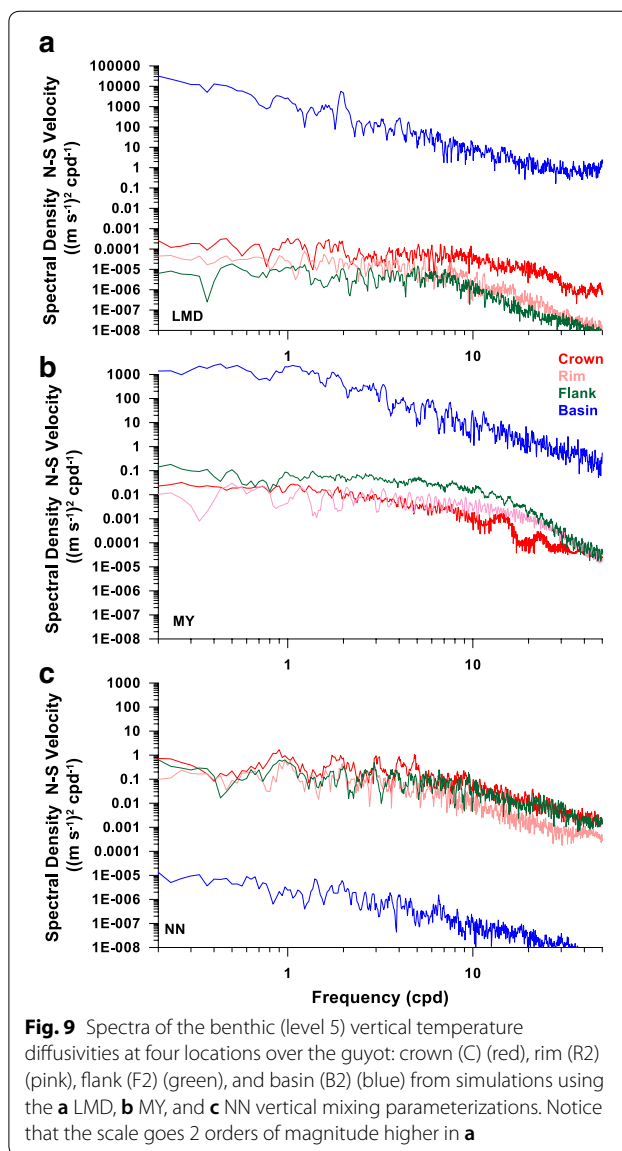 a
Spectral Density N-S Velocity
((m s⁻¹)² cpd⁻¹)
100000
10000
1000
100
10
1
0.1
0.01
0.001
0.0001
1E-005
1E-006
1E-007
1E-008
LMD
1
10
b
Spectral Density N-S Velocity
((m s⁻¹)² cpd⁻¹)
1000
100
10
1
0.1
0.01
0.001
0.0001
1E-005
1E-006
1E-007
1E-008
Crown
Rim
Flank
Basin
MY
1
10
c
Spectral Density N-S Velocity
((m s⁻¹)² cpd⁻¹)
1000
100
10
1
0.1
0.01
0.001
0.0001
1E-005
1E-006
1E-007
1E-008
NN
1
10
Frequency (cpd)
Fig. 9 Spectra of the benthic (level 5) vertical temperature
diffusivities at four locations over the guyot: crown (C) (red), rim (R2)
(pink), flank (F2) (green), and basin (B2) (blue) from simulations using
the a LMD, b MY, and c NN vertical mixing parameterizations. Notice
that the scale goes 2 orders of magnitude higher in a